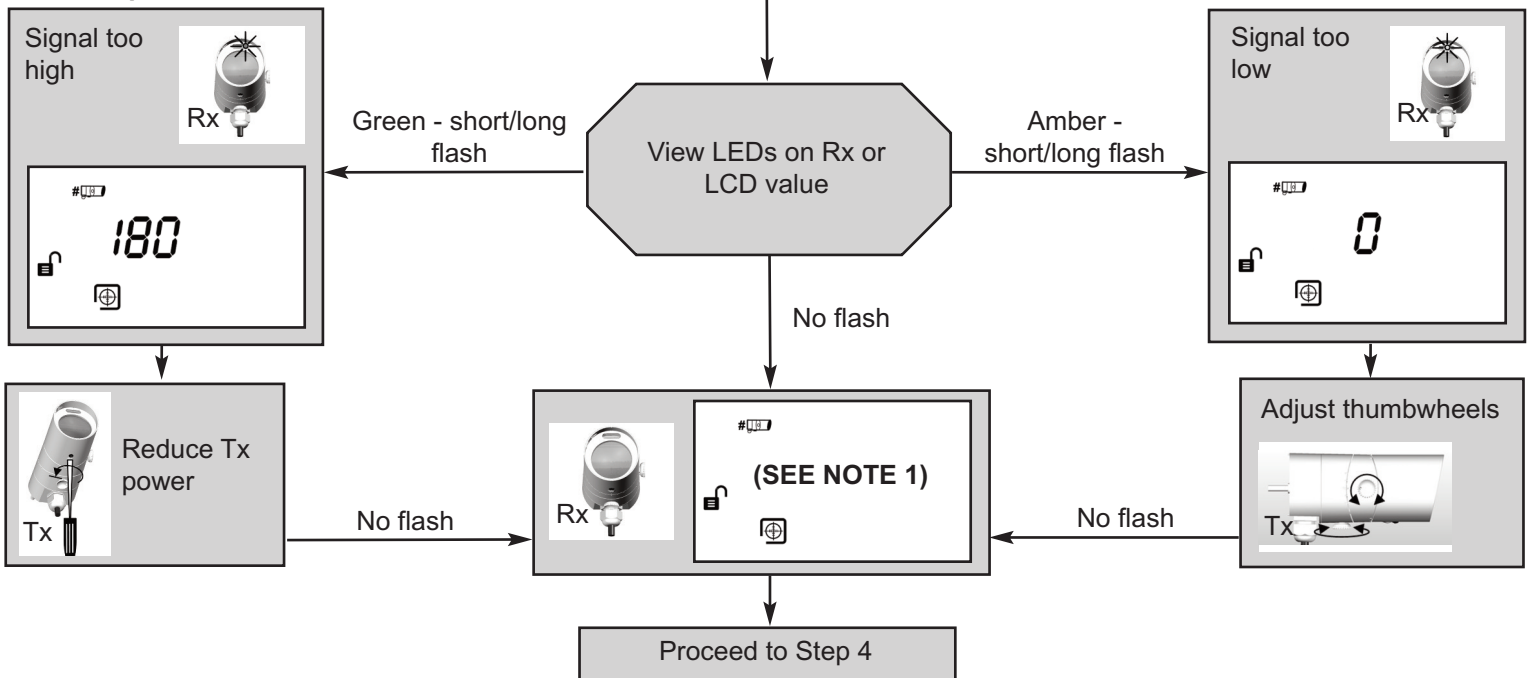 Signal too
high
Rx
#
180
Green - short/long
flash
View LEDs on Rx or
LCD value
Amber -
short/long flash
Signal too
low
Rx
#
0
No flash
Reduce Tx
power
Tx
No flash
Rx
#
(SEE NOTE 1)
No flash
Adjust thumbwheels
Tx
Proceed to Step 4